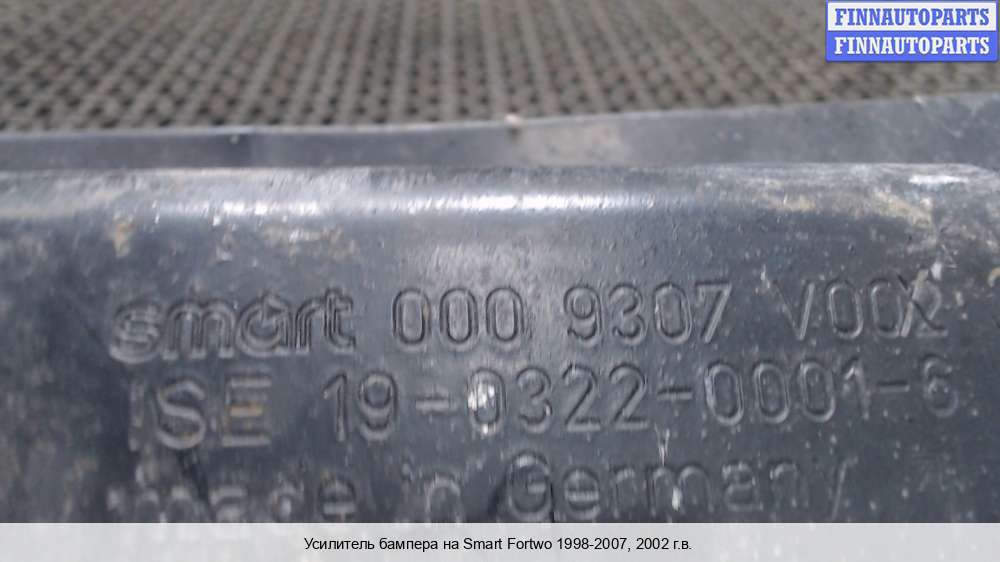 FINNAUTOPARTS
FINNAUTOPARTS
smart 000 9307 V002
ISE 19-0322-0001-6
made in Germany
Усилитель бампера на Smart Fortwo 1998-2007, 2002 г.в.